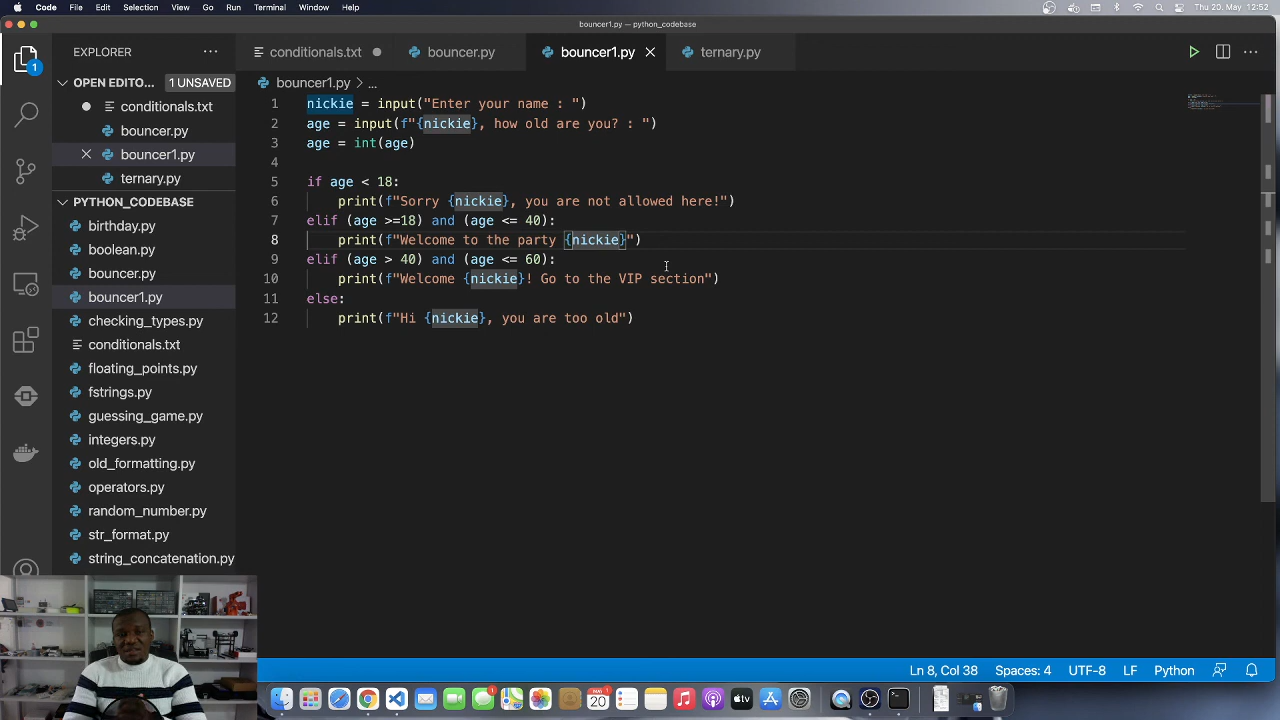 Code File Edit Selection View Go Run Terminal Window Help
Thu 20. May 12:52
bouncer1.py — python_codebase
EXPLORER
conditionals.txt
bouncer.py
bouncer1.py
ternary.py
1
OPEN EDITO... 1 UNSAVED
conditionals.txt
bouncer.py
bouncer1.py
ternary.py
PYTHON_CODEBASE
birthday.py
boolean.py
bouncer.py
bouncer1.py
checking_types.py
conditionals.txt
floating_points.py
fstrings.py
guessing_game.py
integers.py
old_formatting.py
operators.py
random_number.py
str_format.py
string_concatenation.py
bouncer1.py > ...
1 nickie = input("Enter your name : ")
2 age = input(f"{nickie}, how old are you? : ")
3 age = int(age)
4
5 if age < 18:
6 print(f"Sorry {nickie}, you are not allowed here!")
7 elif (age >=18) and (age <= 40):
8 print(f"Welcome to the party {nickie}")
9 elif (age > 40) and (age <= 60):
10 print(f"Welcome {nickie}! Go to the VIP section")
11 else:
12 print(f"Hi {nickie}, you are too old")
Ln 8, Col 38 Spaces: 4 UTF-8 LF Python